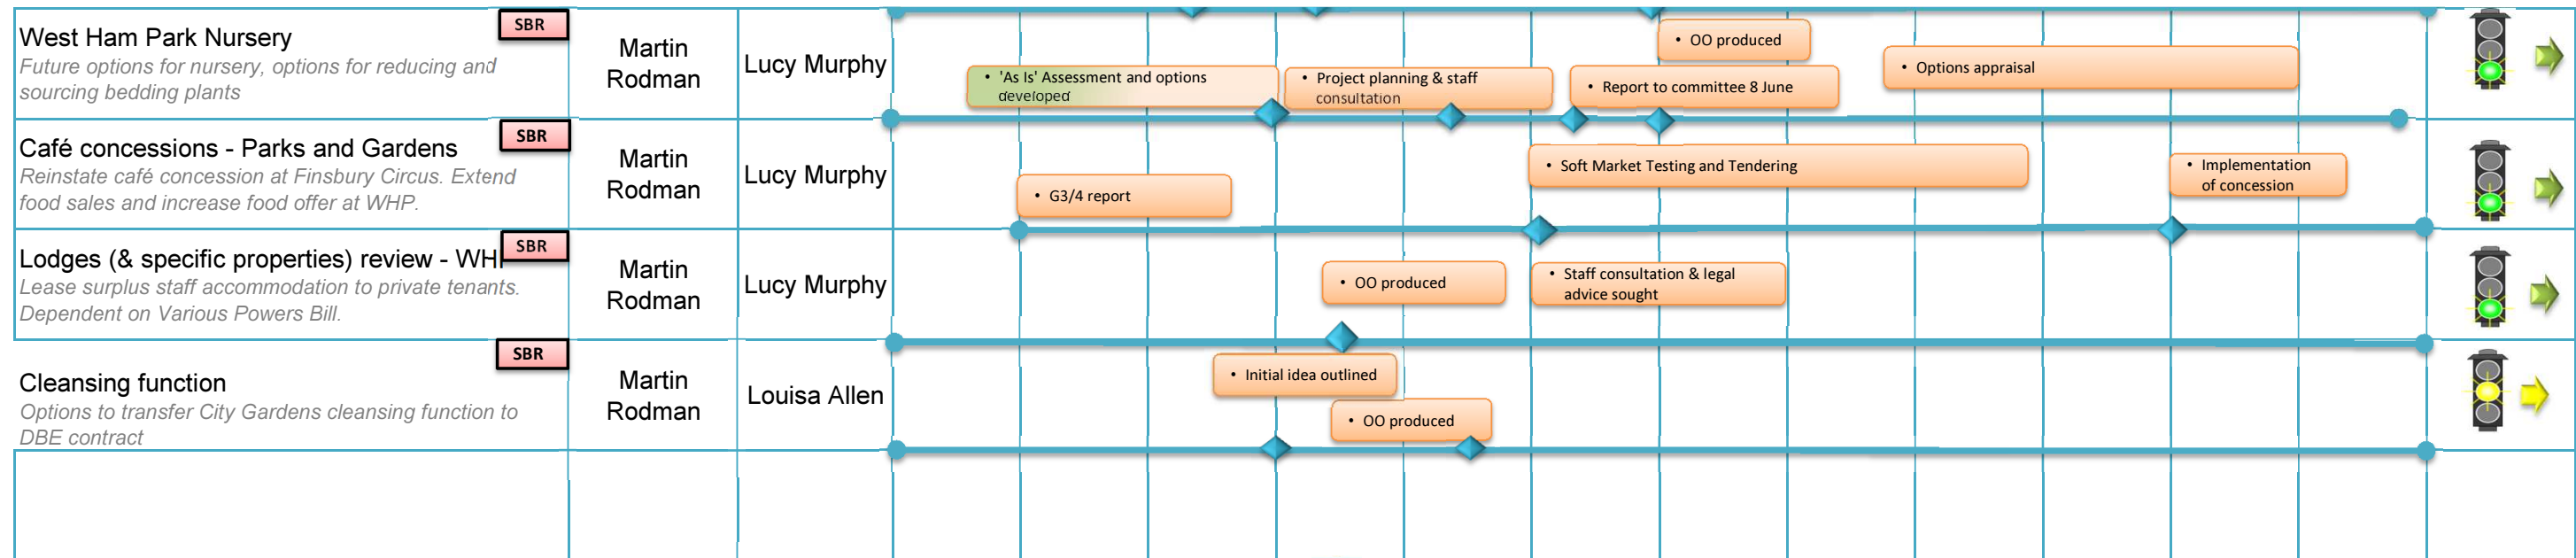 SBR
West Ham Park Nursery
Future options for nursery, options for reducing and
sourcing bedding plants
Martin
Rodman
Lucy Murphy
• 'As Is' Assessment and options
developed
• Project planning & staff
consultation
• OO produced
• Report to committee 8 June
• Options appraisal
SBR
Café concessions - Parks and Gardens
Reinstate café concession at Finsbury Circus. Extend
food sales and increase food offer at WHP.
Martin
Rodman
Lucy Murphy
• G3/4 report
• Soft Market Testing and Tendering
• Implementation
of concession
SBR
Lodges (& specific properties) review - WH
Lease surplus staff accommodation to private tenants.
Dependent on Various Powers Bill.
Martin
Rodman
Lucy Murphy
• OO produced
• Staff consultation & legal
advice sought
SBR
Cleansing function
Options to transfer City Gardens cleansing function to
DBE contract
Martin
Rodman
Louisa Allen
• Initial idea outlined
• OO produced